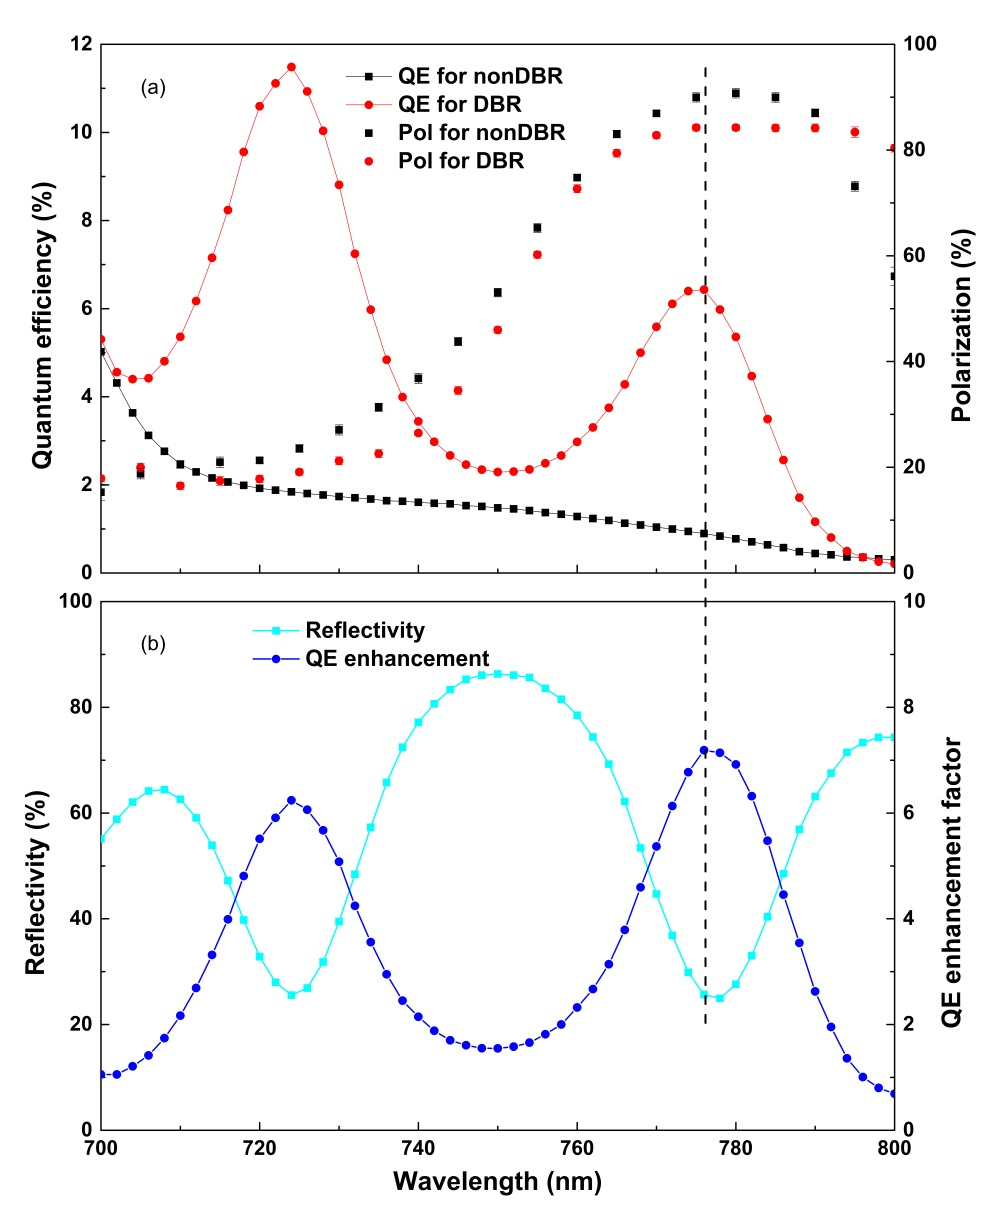 12
10
8
6
4
2
0
Quantum efficiency (%)
(a)
QE for nonDBR
QE for DBR
Pol for nonDBR
Pol for DBR
100
80
60
40
20
0
Polarization (%)
100
80
60
40
20
0
Reflectivity (%)
(b)
Reflectivity
QE enhancement
10
8
6
4
2
0
QE enhancement factor
700 720 740 760 780 800
Wavelength (nm)